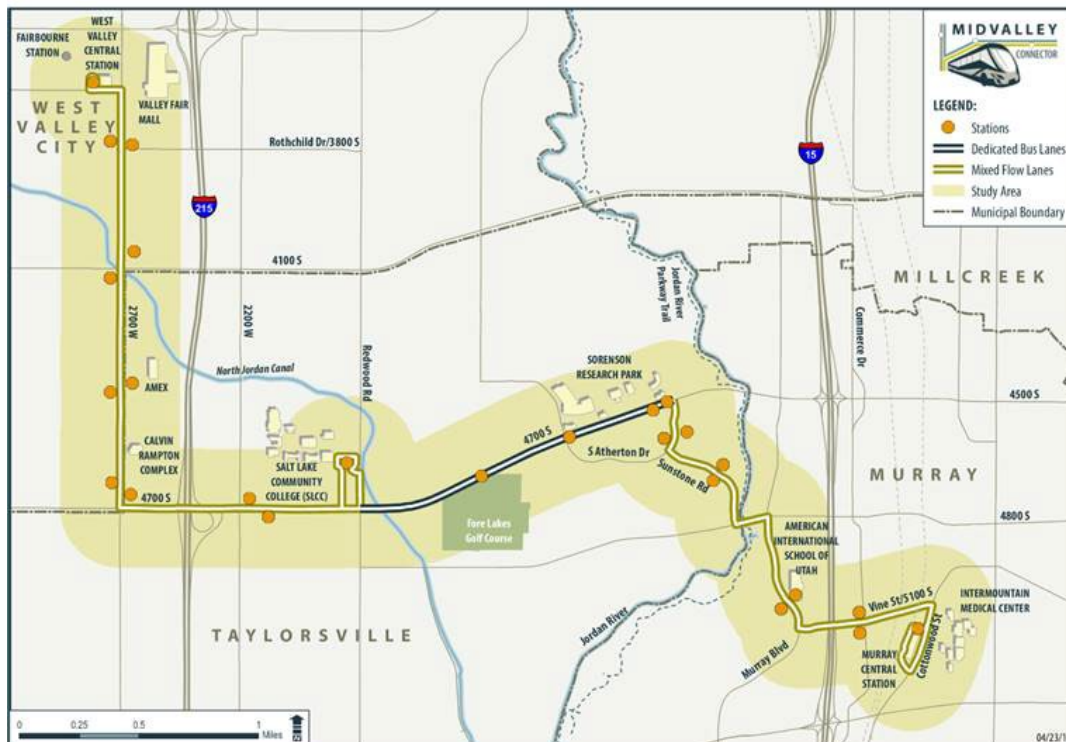 WEST
VALLEY
CENTRAL
STATION
FAIRBOURNE
STATION
VALLEY FAIR
MALL
WEST
VALLEY
CITY
Rothchild Dr/3800 S
215
15
MIDVALLEY
CONNECTOR
LEGEND:
Stations
Dedicated Bus Lanes
Mixed Flow Lanes
Study Area
Municipal Boundary
4100 S
2700 W
2200 W
Redwood Rd
Jordan River
Parkway Trail
Commerce Dr
MILLCREEK
North Jordan Canal
AMEX
CALVIN
RAMPTON
COMPLEX
4700 S
SALT LAKE
COMMUNITY
COLLEGE (SLCC)
SORENSON
RESEARCH PARK
4700 S
S Atherton Dr
Sunstone Rd
4500 S
MURRAY
4800 S
Fore Lakes
Golf Course
AMERICAN
INTERNATIONAL
SCHOOL OF
UTAH
Vine St/5100 S
INTERMOUNTAIN
MEDICAL CENTER
Cottonwood St
MURRAY
CENTRAL
STATION
Murray Blvd
Jordan River
TAYLORSVILLE
0 0.25 0.5 1
Miles
04/23/1